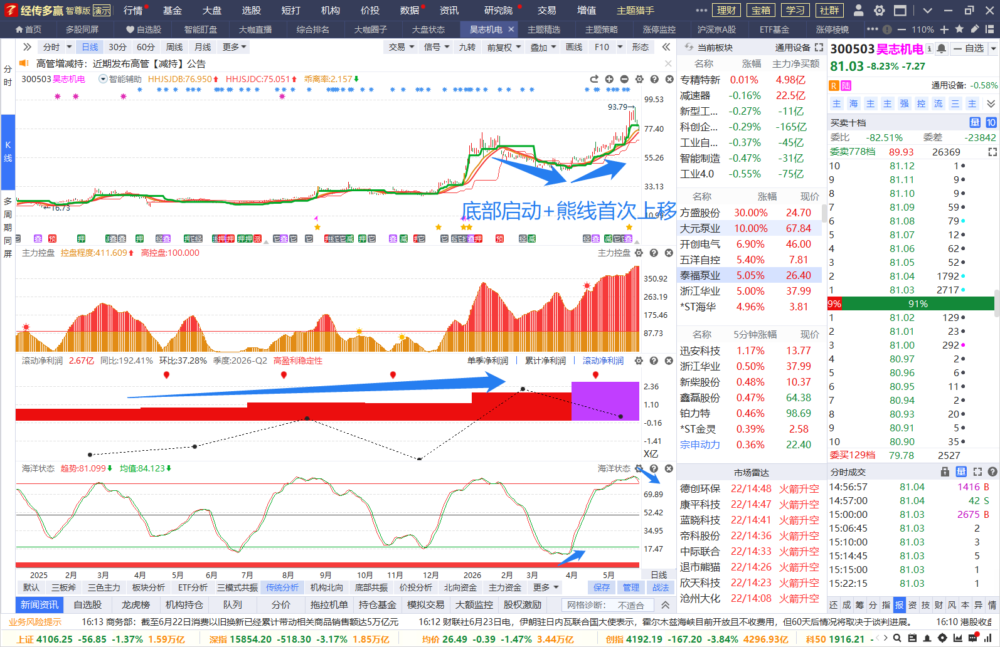 经传多赢 智尊版 演示 行情 基金 大盘 选股 短打 机构 价投 数据 资讯 研究院 交易 增值 主题猎手 ••• 理财 宝箱 学习 社群
首页 多股同屏 自选股 智能盯盘 大咖直播 综合排名 大咖圈子 大盘状态 昊志机电 主题精选 主题策略 涨停监控 沪深京A股 ETF基金 涨停棱镜 ••• 110%
分时 日线 30分 60分 周线 月线 更多 交易 信号 九转 前复权 叠加 画线 F10 形态
高管增减持：近期发布高管【减持】公告
300503 昊志机电 智能辅助 HHJSJDB:76.950 HHJSJDC:75.051 乖离率:2.157
分时
K线
多周期同屏
99.53
93.79
77.40
55.26
33.13
16.73
底部启动+熊线首次上移
主力控盘 控盘程度:411.609 高控盘:100.000 主力控盘
350.92
263.19
175.46
87.73
滚动净利润 2.67亿 同比:192.41% 环比:37.28% 季度:2026-Q2 高盈利稳定性 单季净利润 累计净利润 滚动净利润
2.36
1.10
-0.16
-1.41
X亿
海洋状态 趋势:81.099 均值:84.123 海洋状态
69.89
52.42
34.95
17.47
2025 2月 3月 4月 5月 6月 7月 8月 9月 10月 11月 12月 2026 2月 3月 4月 5月 日线
默认 三板斧 三色主力 板块分析 ETF分析 三模式共振 传统分析 机构北向 底部共振 价投分析 北向资金 主力资金 更多 保存 管理 战法
新闻资讯 自选股 龙虎榜 机构持仓 队列 分价 拖拉机单 持仓基金 模拟交易 大额监控 股权激励 网格诊断： 不适合
当前板块 通用设备
名称 涨幅 主力净买额
专精特新 0.01% 4.98亿
减速器 -0.16% 22.5亿
新型工... -0.27% -11亿
科创企... -0.29% -165亿
工业自... -0.37% -45亿
智能制造 -0.47% -31亿
工业4.0 -0.55% -75亿
名称 涨幅 现价
方盛股份 30.00% 24.70
大元泵业 10.00% 67.84
开创电气 6.90% 46.00
五洋自控 5.40% 7.81
泰福泵业 5.05% 26.40
浙江华业 5.00% 37.99
*ST海华 4.96% 3.81
名称 5分钟涨幅 现价
迅安科技 1.17% 13.77
浙江华业 0.50% 37.99
新柴股份 0.48% 10.37
鑫磊股份 0.47% 64.38
铂力特 0.46% 98.69
*ST金灵 0.39% 2.58
宗申动力 0.36% 22.40
市场雷达
德创环保 22/14:48 火箭升空
康平科技 22/14:47 火箭升空
蓝晓科技 22/14:41 火箭升空
帝科股份 22/14:36 火箭升空
中际联合 22/14:33 火箭升空
退市熊猫 22/14:26 火箭升空
欣天科技 22/14:23 火箭升空
沧州大化 22/14:08 火箭升空
300503 昊志机电 自选
81.03 -8.23% -7.27
R 陆 通用设备: -0.58%
主 海 主 主 强 控 流 三 主
买卖十档 量 10
委比 -82.51% 委差 -23842
委卖778档 89.93 26369
10 81.12 1
9 81.11 9
8 81.10 9
7 81.09 59
6 81.08 79
5 81.07 12
4 81.06 62
3 81.05 52
2 81.04 1792
1 81.03 2717
9% 91%
1 81.02 129
2 81.01 23
3 81.00 292
4 80.97 2
5 80.96 6
6 80.95 11
7 80.94 2
8 80.93 20
9 80.91 5
10 80.90 35
委买129档 79.78 2527
分时成交 量
14:56:57 81.04 1416 B
14:57:00 81.04 42 S
15:00:00 81.03 2675 B
15:06:45 81.03 2
15:10:00 81.03 3
15:14:45 81.03 5
15:15:00 81.03 1
15:22:15 81.03 1
还 成 筹 分 指 报 资 技 财 风 本 异 情
业务风险提示 16:13 商务部：截至6月22日消费以旧换新已经累计带动相关商品销售额达5万亿元 16:12 财联社6月23日电，伊朗驻日内瓦联合国大使表示，霍尔木兹海峡目前开放且不收费用，但60天后情况将取决于谈判进展。 16:10 港股收盘
上证 4106.25 -56.85 -1.37% 1.59万亿 深指 15854.20 -518.30 -3.17% 1.85万亿 均价 26.49 -0.39 -1.47% 3.44万亿 创指 4192.19 -167.20 -3.84% 4296.93亿 科50 1916.21